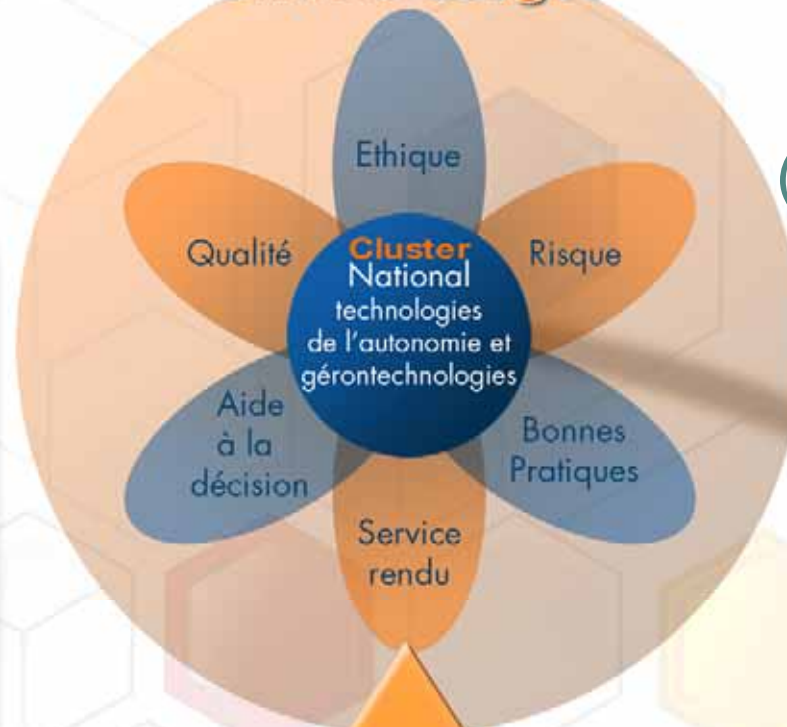 Ethique
Qualité
Risque
Cluster
National
technologies
de l'autonomie et
gérontechnologies
Aide
à la
décision
Bonnes
Pratiques
Service
rendu